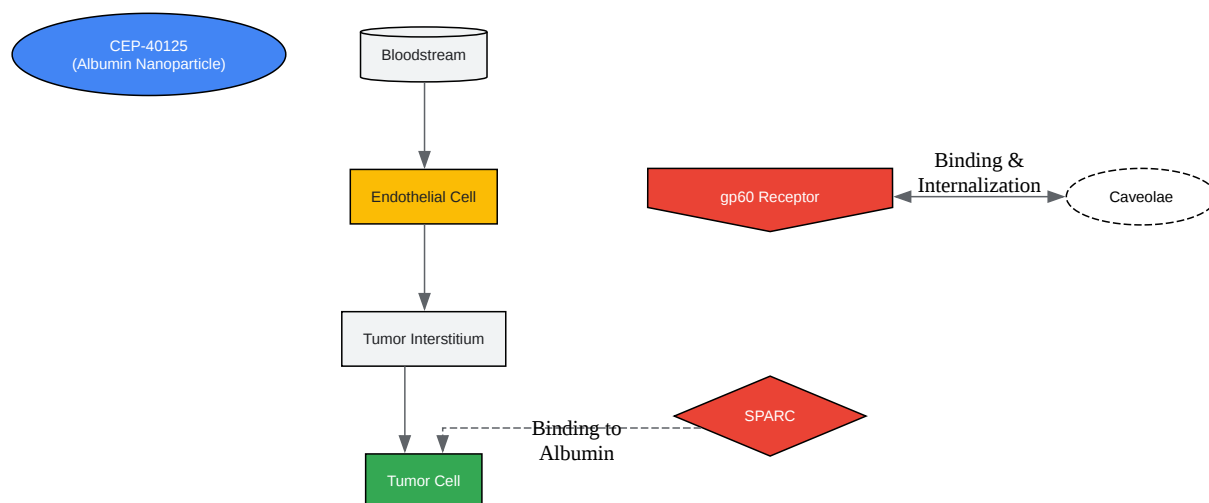 CEP-40125
(Albumin Nanoparticle)
Bloodstream
Endothelial Cell
gp60 Receptor
Binding &
Internalization
Caveolae
Tumor Interstitium
SPARC
Binding to
Albumin
Tumor Cell